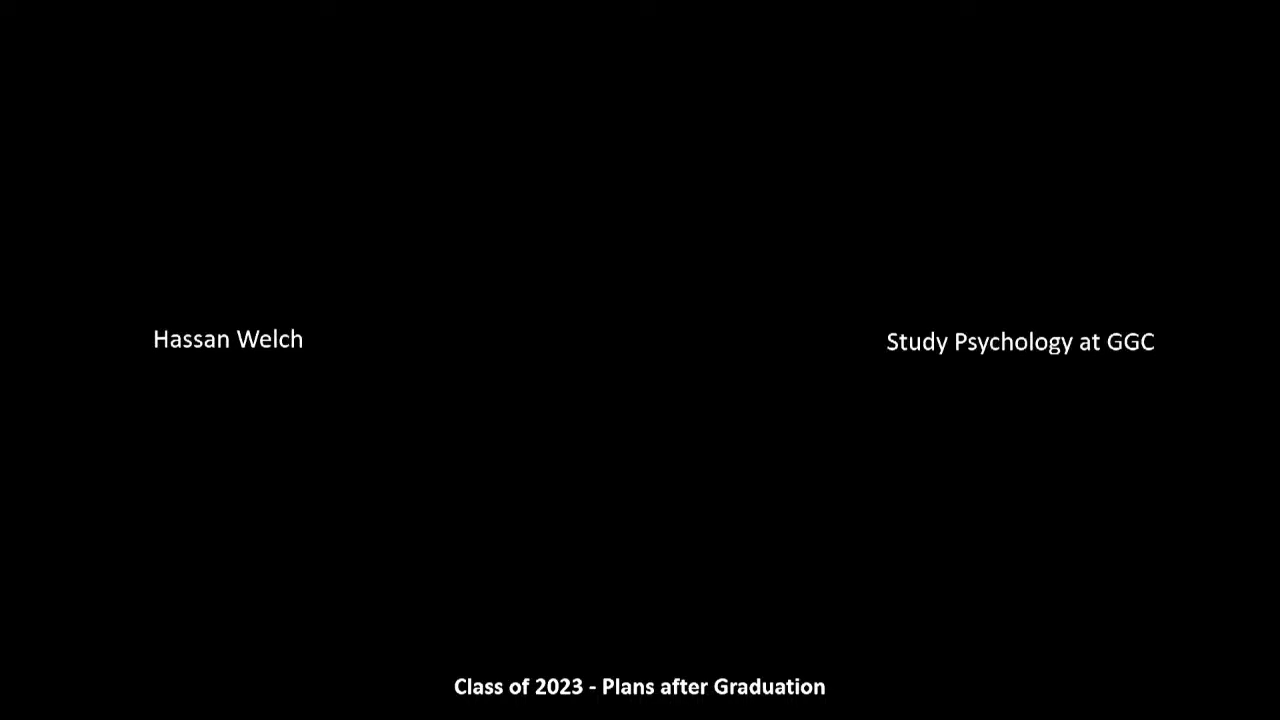 Hassan Welch
Study Psychology at GGC
Class of 2023 - Plans after Graduation